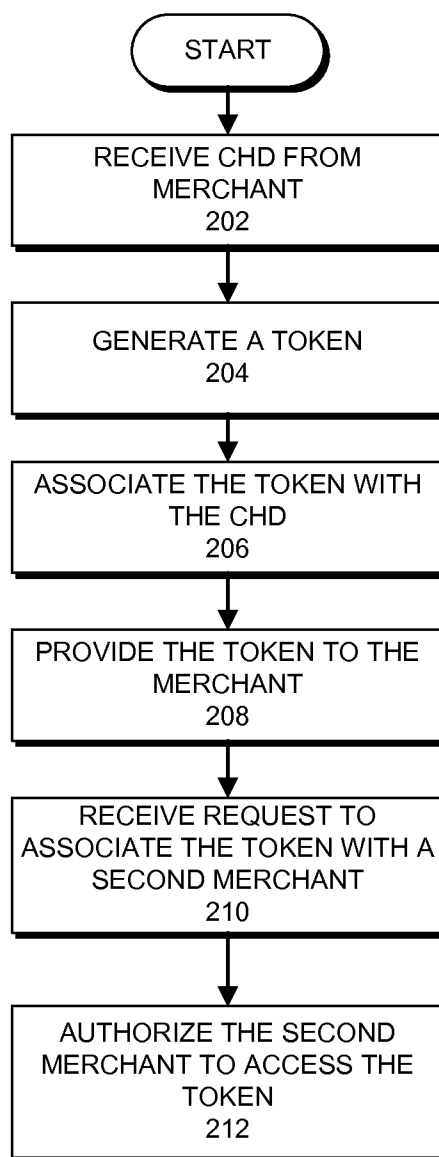 START
RECEIVE CHD FROM
MERCHANT
202
GENERATE A TOKEN
204
ASSOCIATE THE TOKEN WITH
THE CHD
206
PROVIDE THE TOKEN TO THE
MERCHANT
208
RECEIVE REQUEST TO
ASSOCIATE THE TOKEN WITH A
SECOND MERCHANT
210
AUTHORIZE THE SECOND
MERCHANT TO ACCESS THE
TOKEN
212